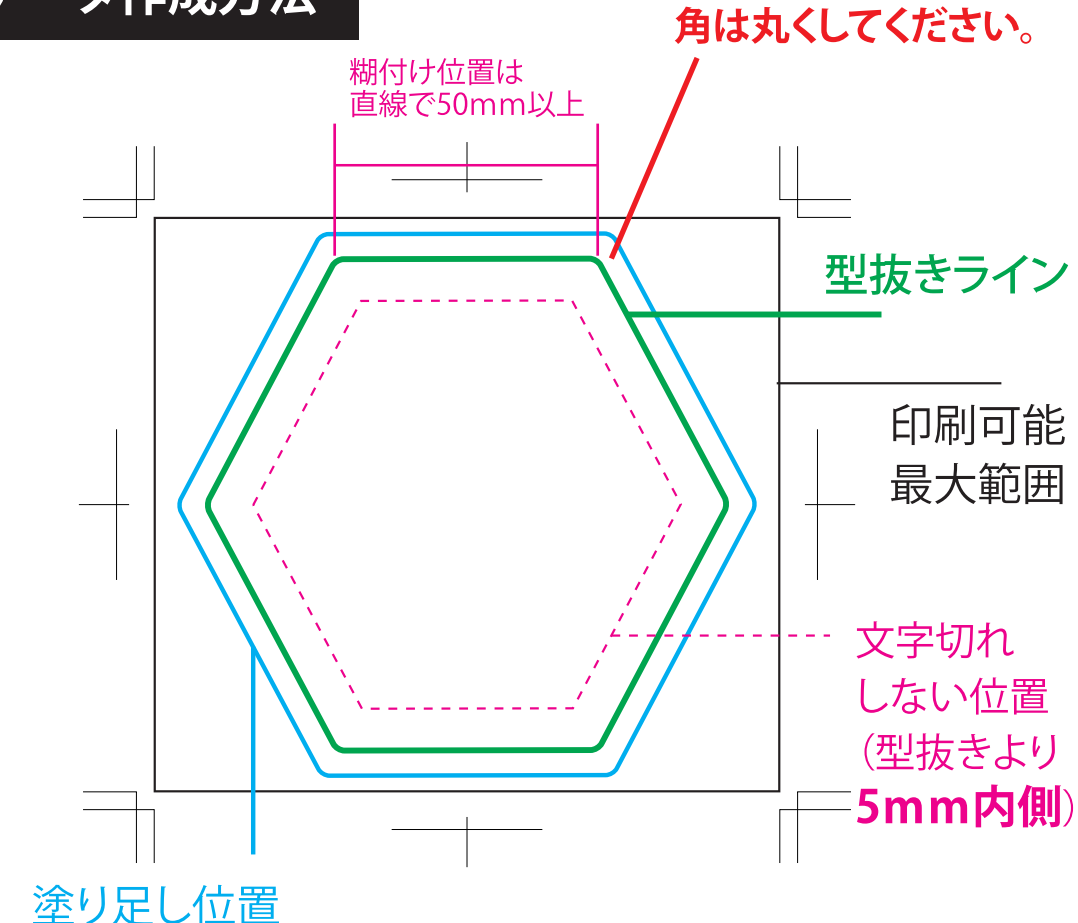 作成方法
角は丸くしてください。
糊付け位置は
直線で50mm以上
型抜きライン
印刷可能
最大範囲
文字切れ
しない位置
（型抜きより
5mm内側）
塗り足し位置